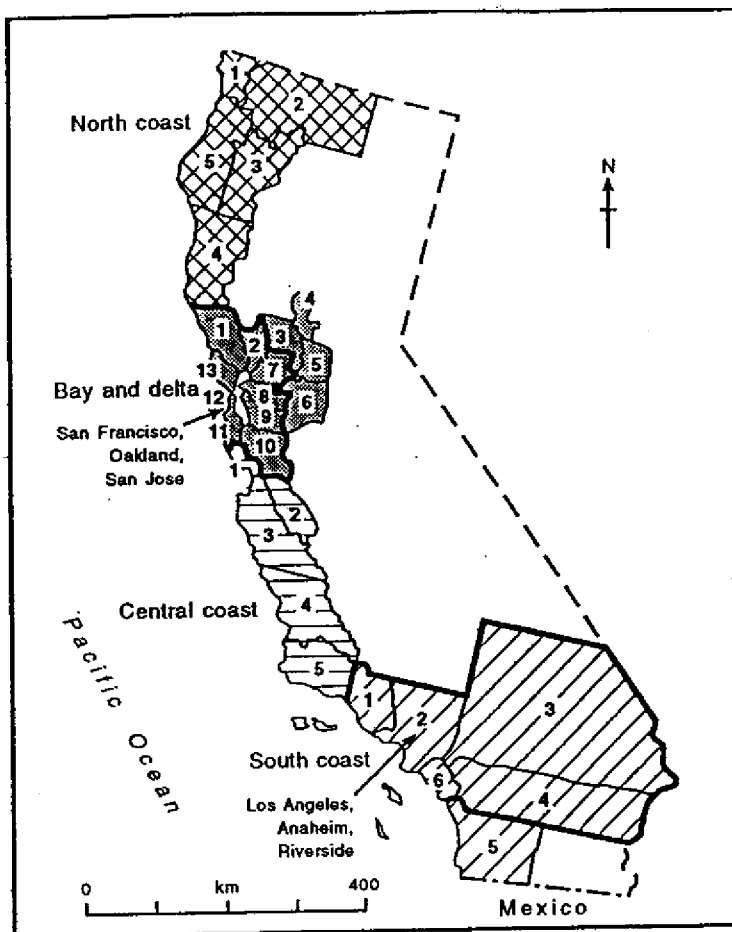 1
2
North coast
N
5
3
4
4
1
2
3
5
13
7
Bay and delta
12
8
6
9
San Francisco,
Oakland,
San Jose
11
10
1
2
3
Central coast
4
Pacific Ocean
5
1
2
3
South coast
6
4
Los Angeles,
Anaheim,
Riverside
5
0
km
400
Mexico